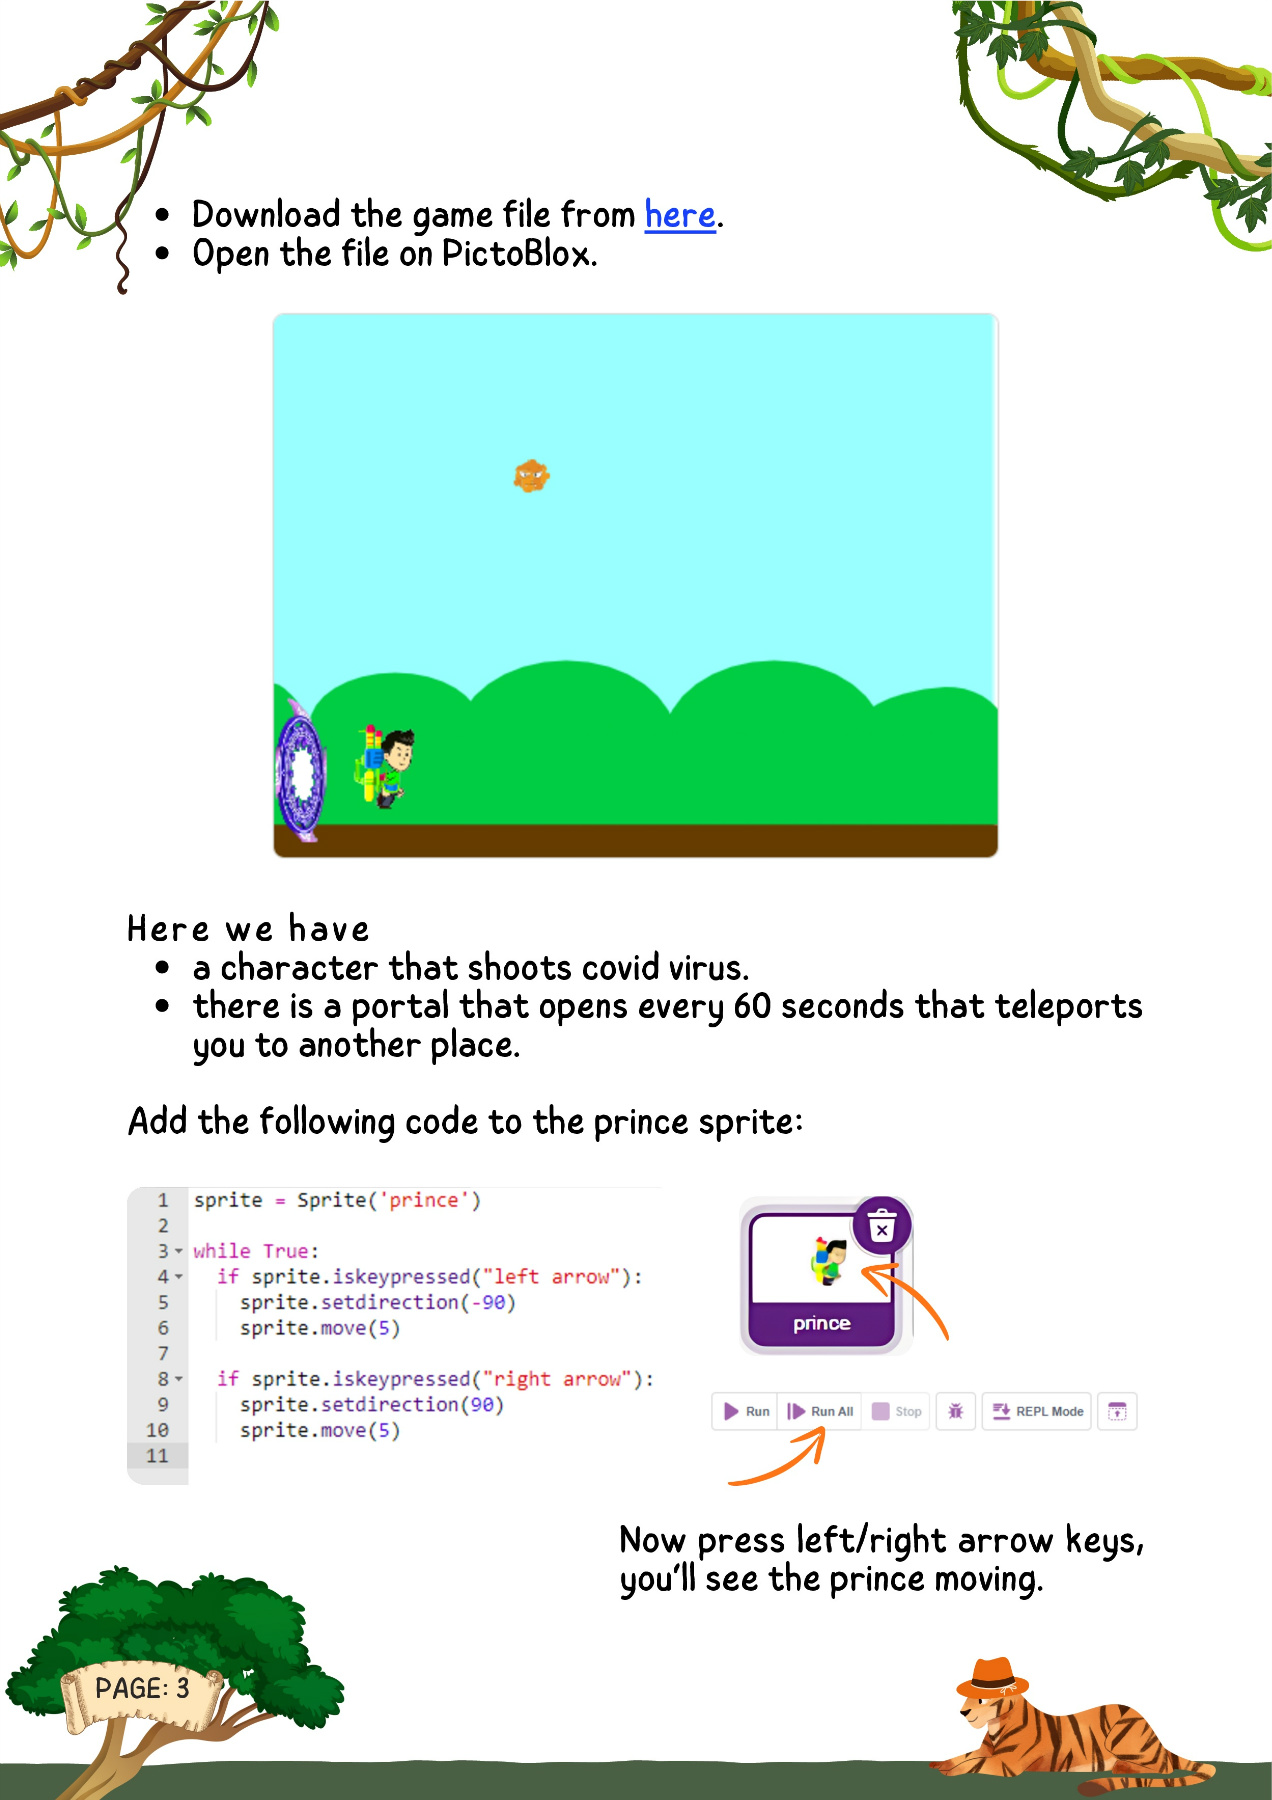 Download the game file from here.
Open the file on PictoBlox.
Here we have
a character that shoots covid virus.
there is a portal that opens every 60 seconds that teleports
you to another place.
Add the following code to the prince sprite:
1 sprite = Sprite('prince')
2
3 while True:
4   if sprite.iskeypressed("left arrow"):
5     sprite.setdirection(-90)
6     sprite.move(5)
7
8   if sprite.iskeypressed("right arrow"):
9     sprite.setdirection(90)
10     sprite.move(5)
11
prince
Run Run All Stop REPL Mode
Now press left/right arrow keys,
you'll see the prince moving.
PAGE: 3